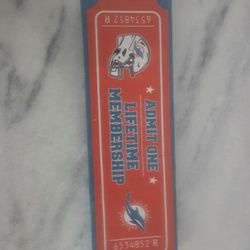 6534852 R
ADMIT ONE
LIFETIME
MEMBERSHIP
6534852 R